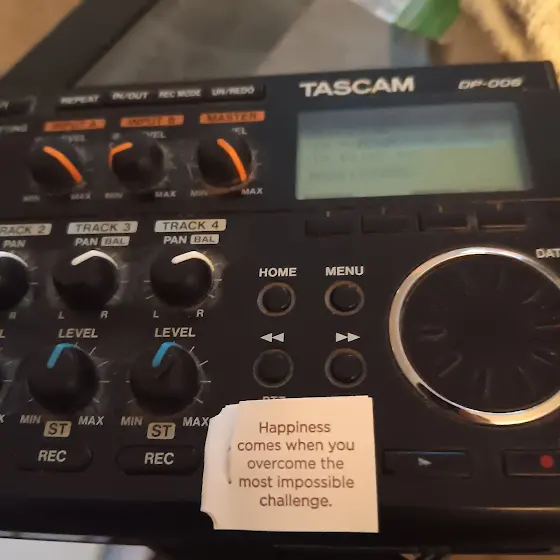 REPEAT IN/OUT REC MODE UN/REDO
TASCAM DP-006
INPUT A INPUT B MASTER
MIN MAX MIN MAX MIN MAX
TRACK 2 TRACK 3 TRACK 4
PAN PAN BAL PAN BAL
R L R L R
HOME MENU
DAT
LEVEL LEVEL
MIN MAX MIN MAX
ST ST
REC REC
Happiness
comes when you
overcome the
most impossible
challenge.